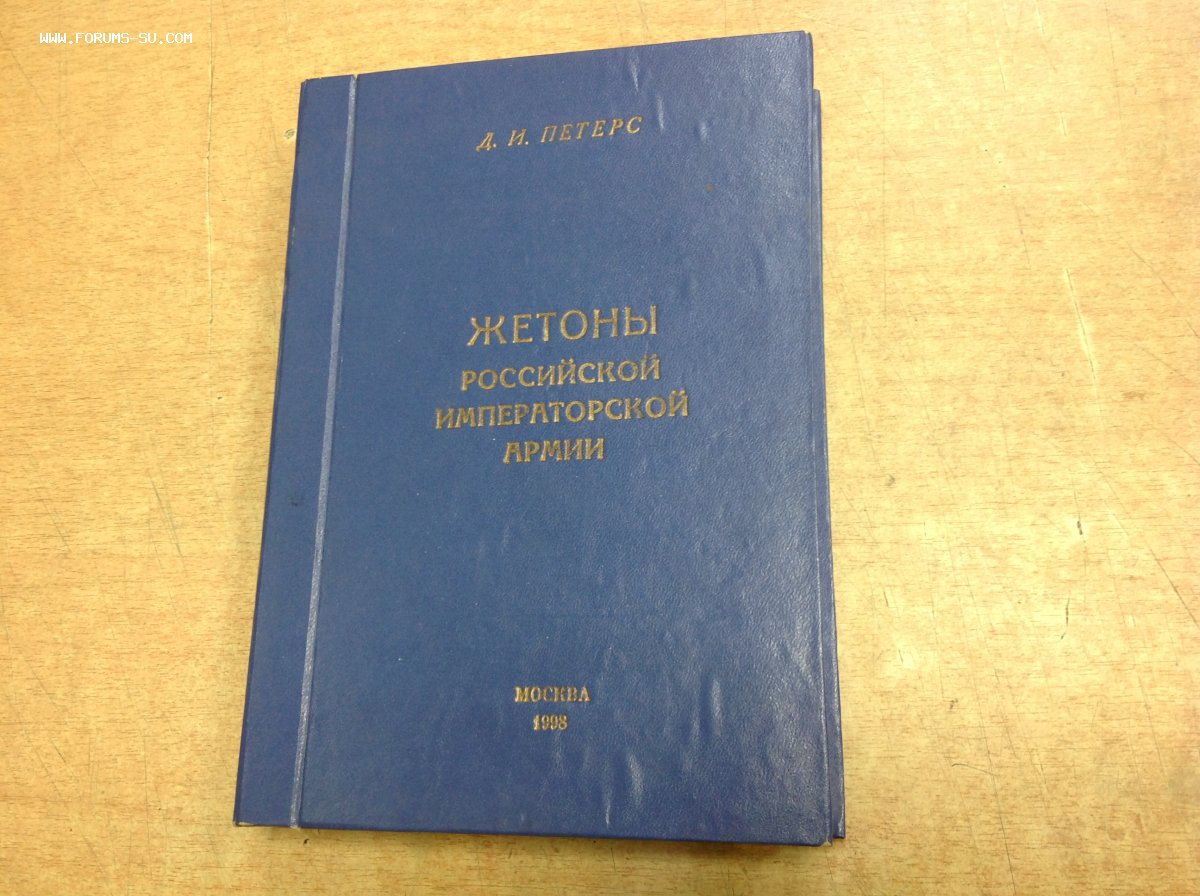 WWW.FORUMS-SU.COM
Д. И. ПЕТЕРС
ЖЕТОНЫ
РОССИЙСКОЙ
ИМПЕРАТОРСКОЙ
АРМИИ
МОСКВА
1998